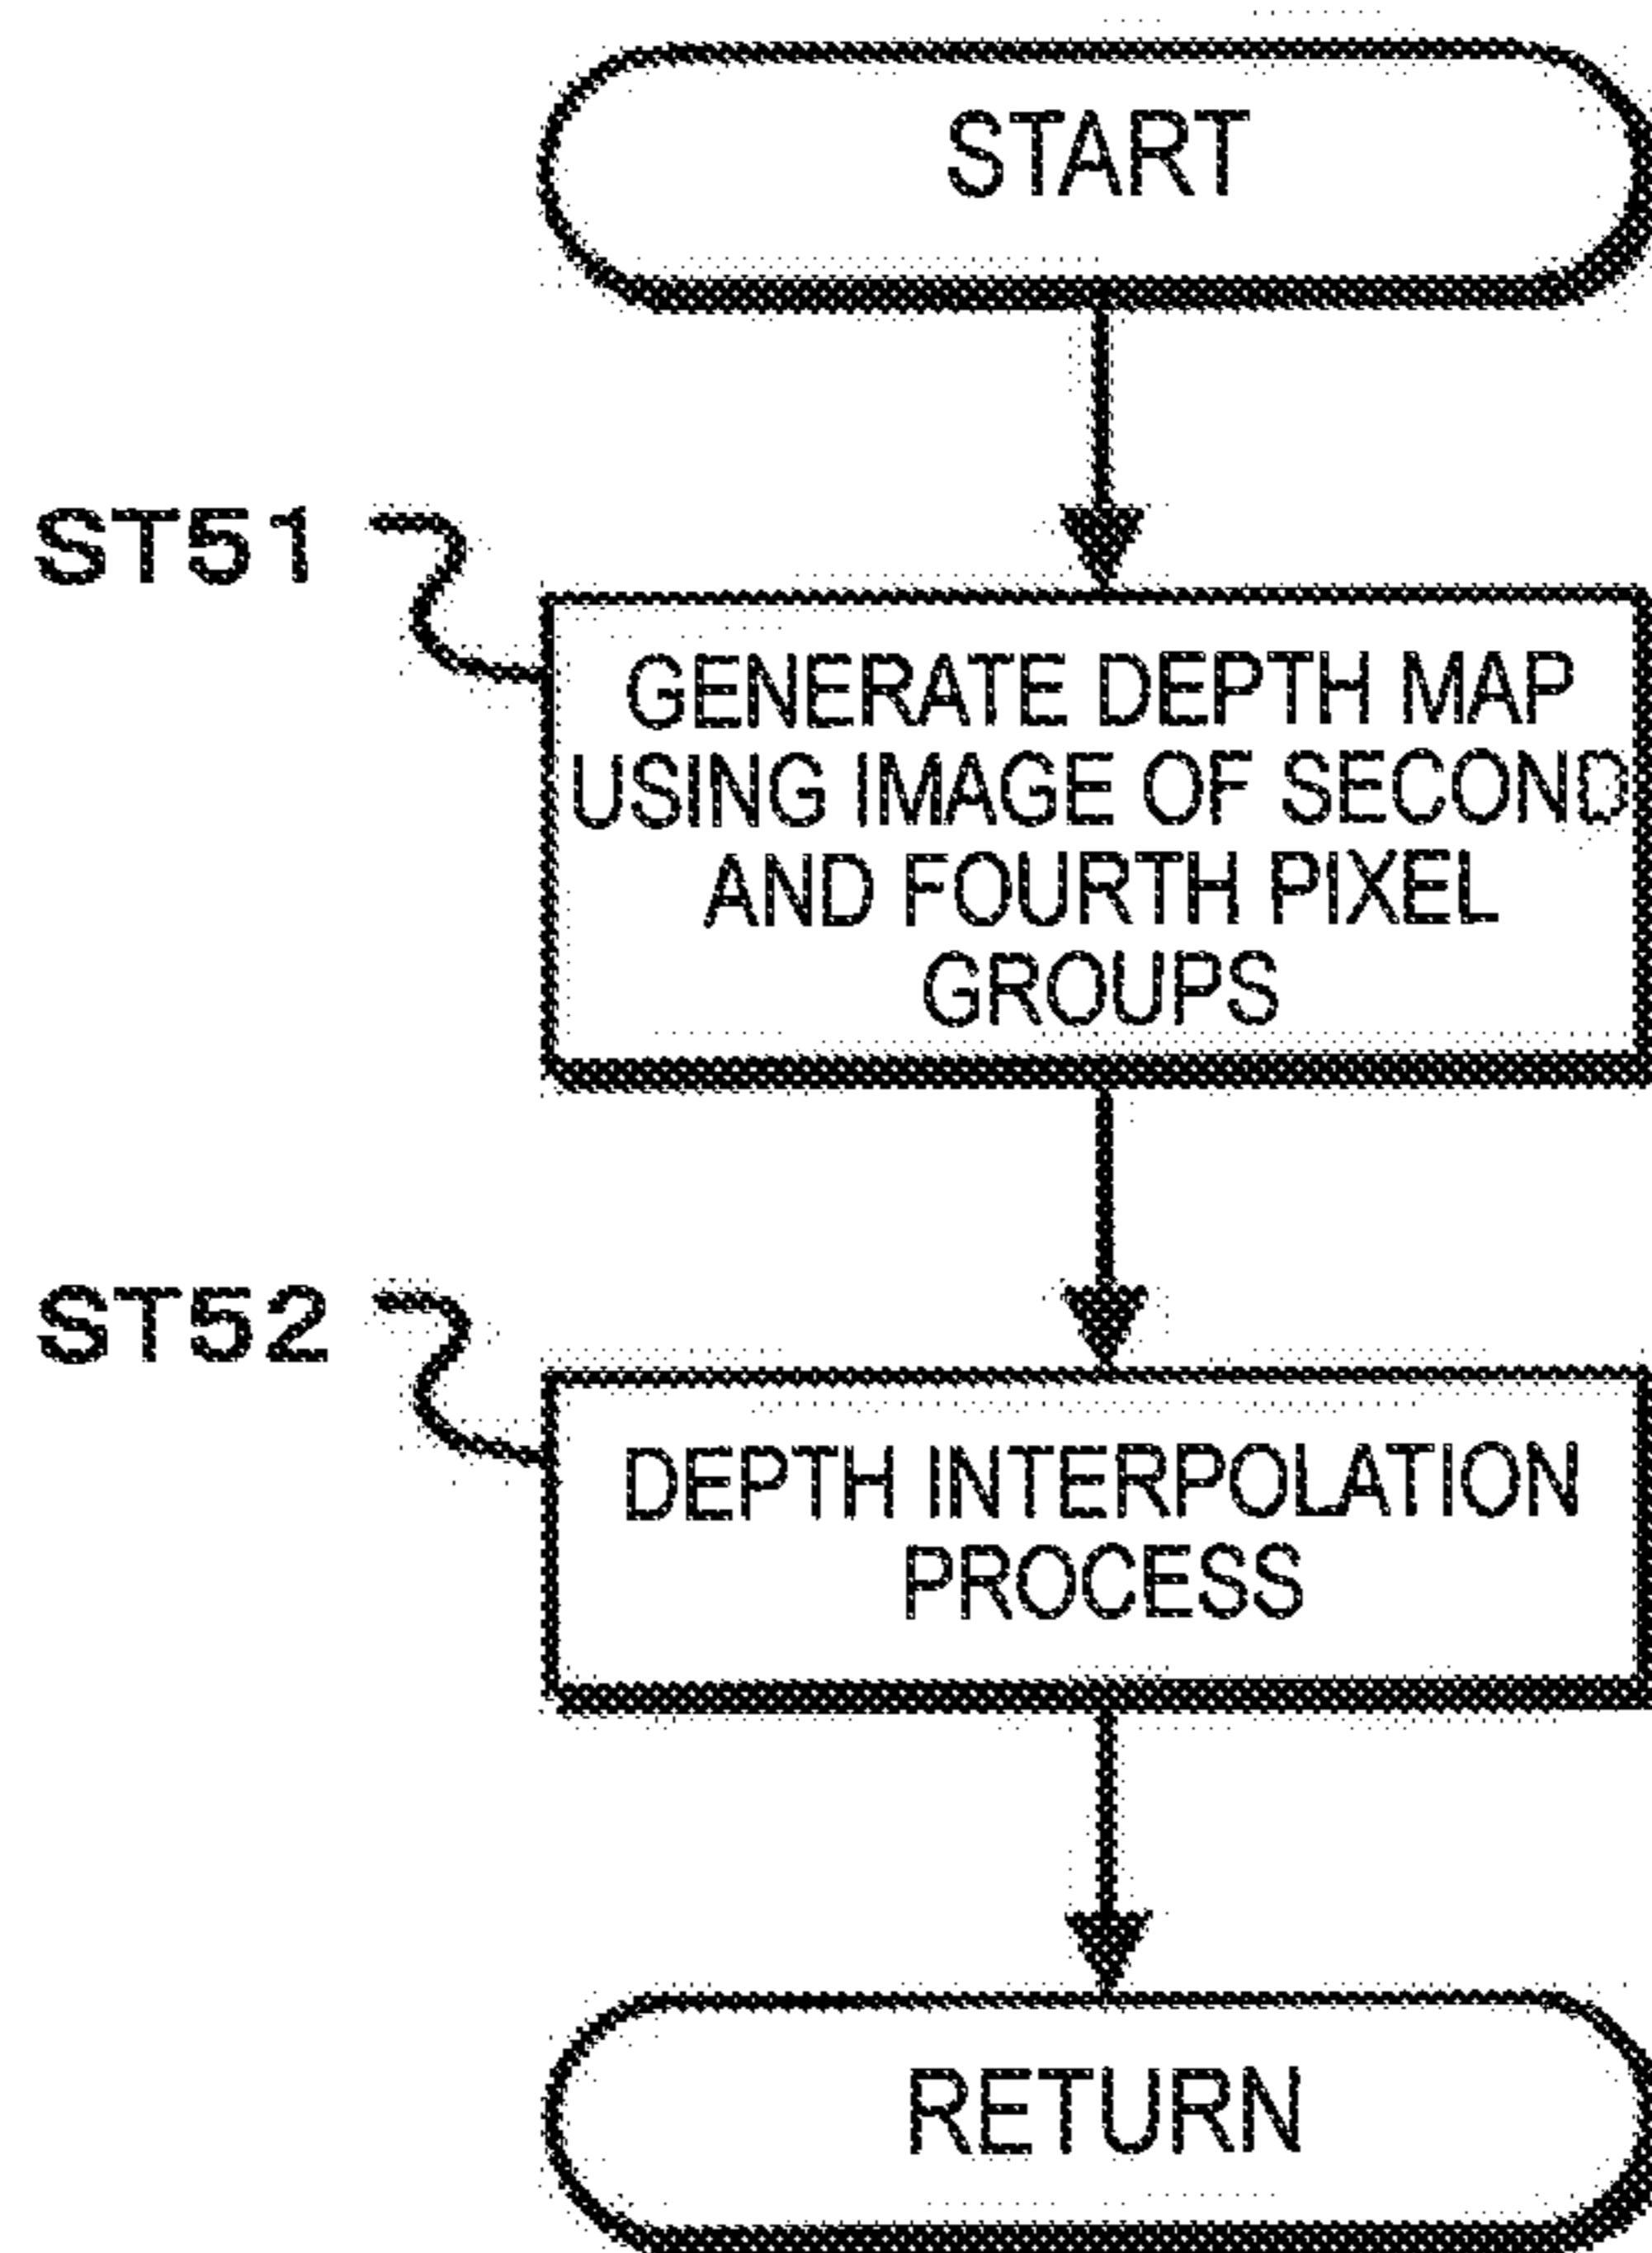 START
ST51
GENERATE DEPTH MAP
USING IMAGE OF SECOND
AND FOURTH PIXEL
GROUPS
ST52
DEPTH INTERPOLATION
PROCESS
RETURN